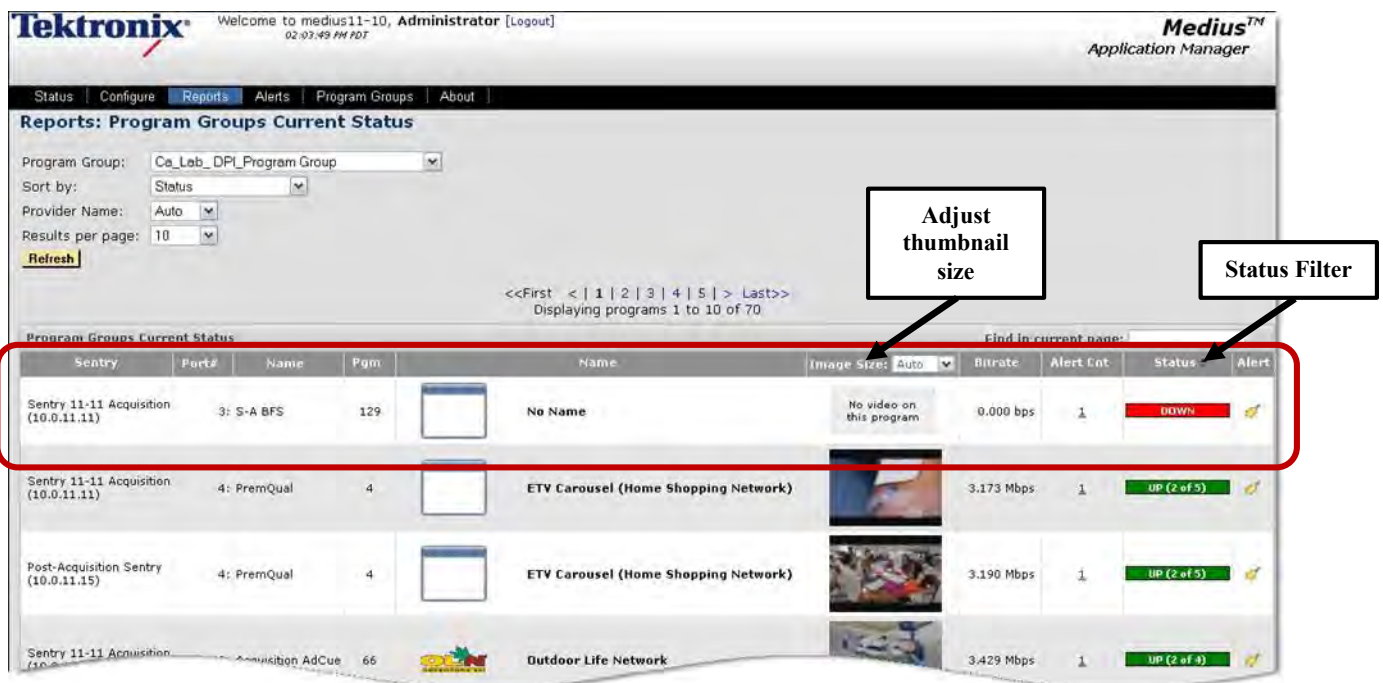 Tektronix
Welcome to medius11-10, Administrator [Logout]
02:03:49 PM PDT
Medius™
Application Manager
Status Configure Reports Alerts Program Groups About
Reports: Program Groups Current Status
Program Group: Ca_Lab_ DPI_Program Group
Sort by: Status
Provider Name: Auto
Results per page: 10
Refresh
Adjust thumbnail size
Status Filter
<<First < | 1 | 2 | 3 | 4 | 5 | > Last>>
Displaying programs 1 to 10 of 70
Program Groups Current Status Find in current page:
Sentry Port# Name Pgm Name Image Size: Auto Bitrate Alert Cnt Status Alert
Sentry 11-11 Acquisition (10.0.11.11) 3: S-A BFS 129 No Name No video on this program 0.000 bps 1 DOWN
Sentry 11-11 Acquisition (10.0.11.11) 4: PremQual 4 ETV Carousel (Home Shopping Network) 3.173 Mbps 1 UP (2 of 5)
Post-Acquisition Sentry (10.0.11.15) 4: PremQual 4 ETV Carousel (Home Shopping Network) 3.190 Mbps 1 UP (2 of 5)
Sentry 11-11 Acquisition AdCue 66 OLN Outdoor Life Network 3.429 Mbps 1 UP (2 of 4)